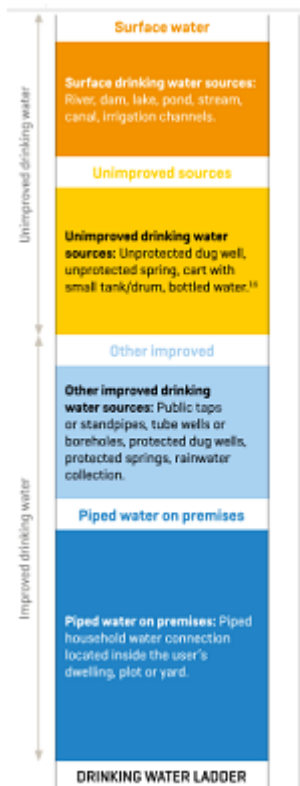 Surface water
Surface drinking water sources:
River, dam, lake, pond, stream,
canal, irrigation channels.
Unimproved sources
Unimproved drinking water
sources: Unprotected dug well,
unprotected spring, cart with
small tank/drum, bottled water.
Unimproved drinking water
Other improved
Other improved drinking
water sources: Public taps
or standpipes, tube wells or
boreholes, protected dug wells,
protected springs, rainwater
collection.
Piped water on premises
Piped water on premises: Piped
household water connection
located inside the user's
dwelling, plot or yard.
Improved drinking water
DRINKING WATER LADDER